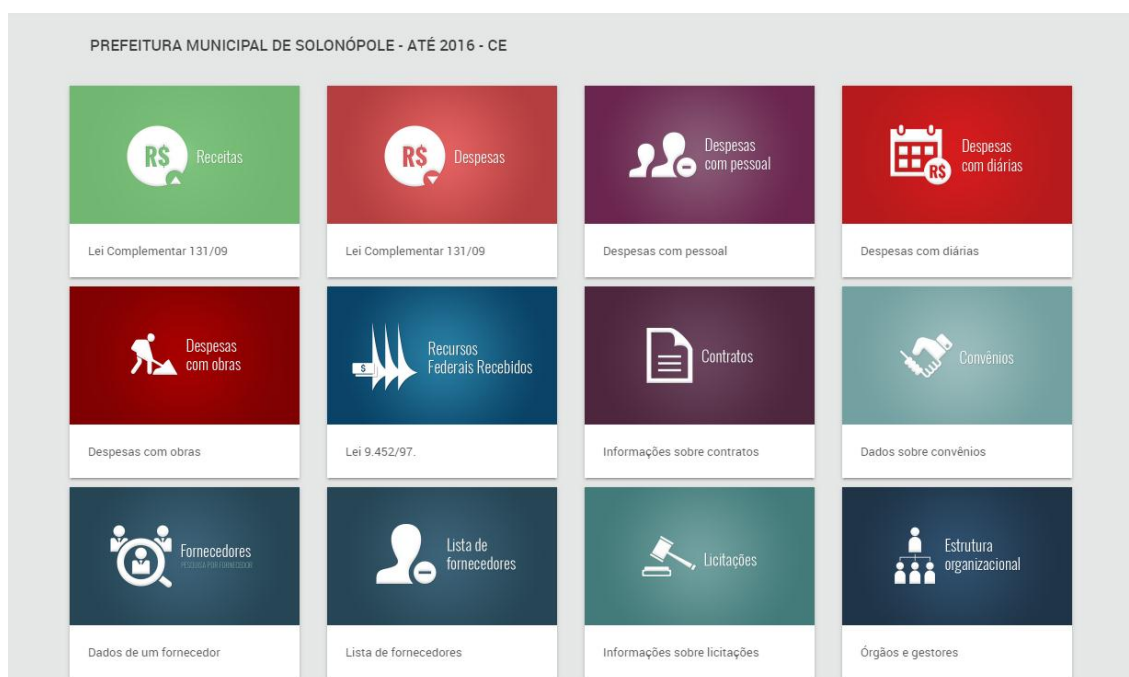 PREFEITURA MUNICIPAL DE SOLONÓPOLE - ATÉ 2016 - CE
R$ Receitas
R$ Despesas
Despesas
com pessoal
Despesas
com diárias
R$
Lei Complementar 131/09
Lei Complementar 131/09
Despesas com pessoal
Despesas com diárias
Despesas
com obras
$
Recursos
Federais Recebidos
Contratos
Convênios
Despesas com obras
Lei 9.452/97.
Informações sobre contratos
Dados sobre convênios
Fornecedores
PESQUISA POR FORNECEDOR
Lista de
fornecedores
Licitações
Estrutura
organizacional
Dados de um fornecedor
Lista de fornecedores
Informações sobre licitações
Órgãos e gestores